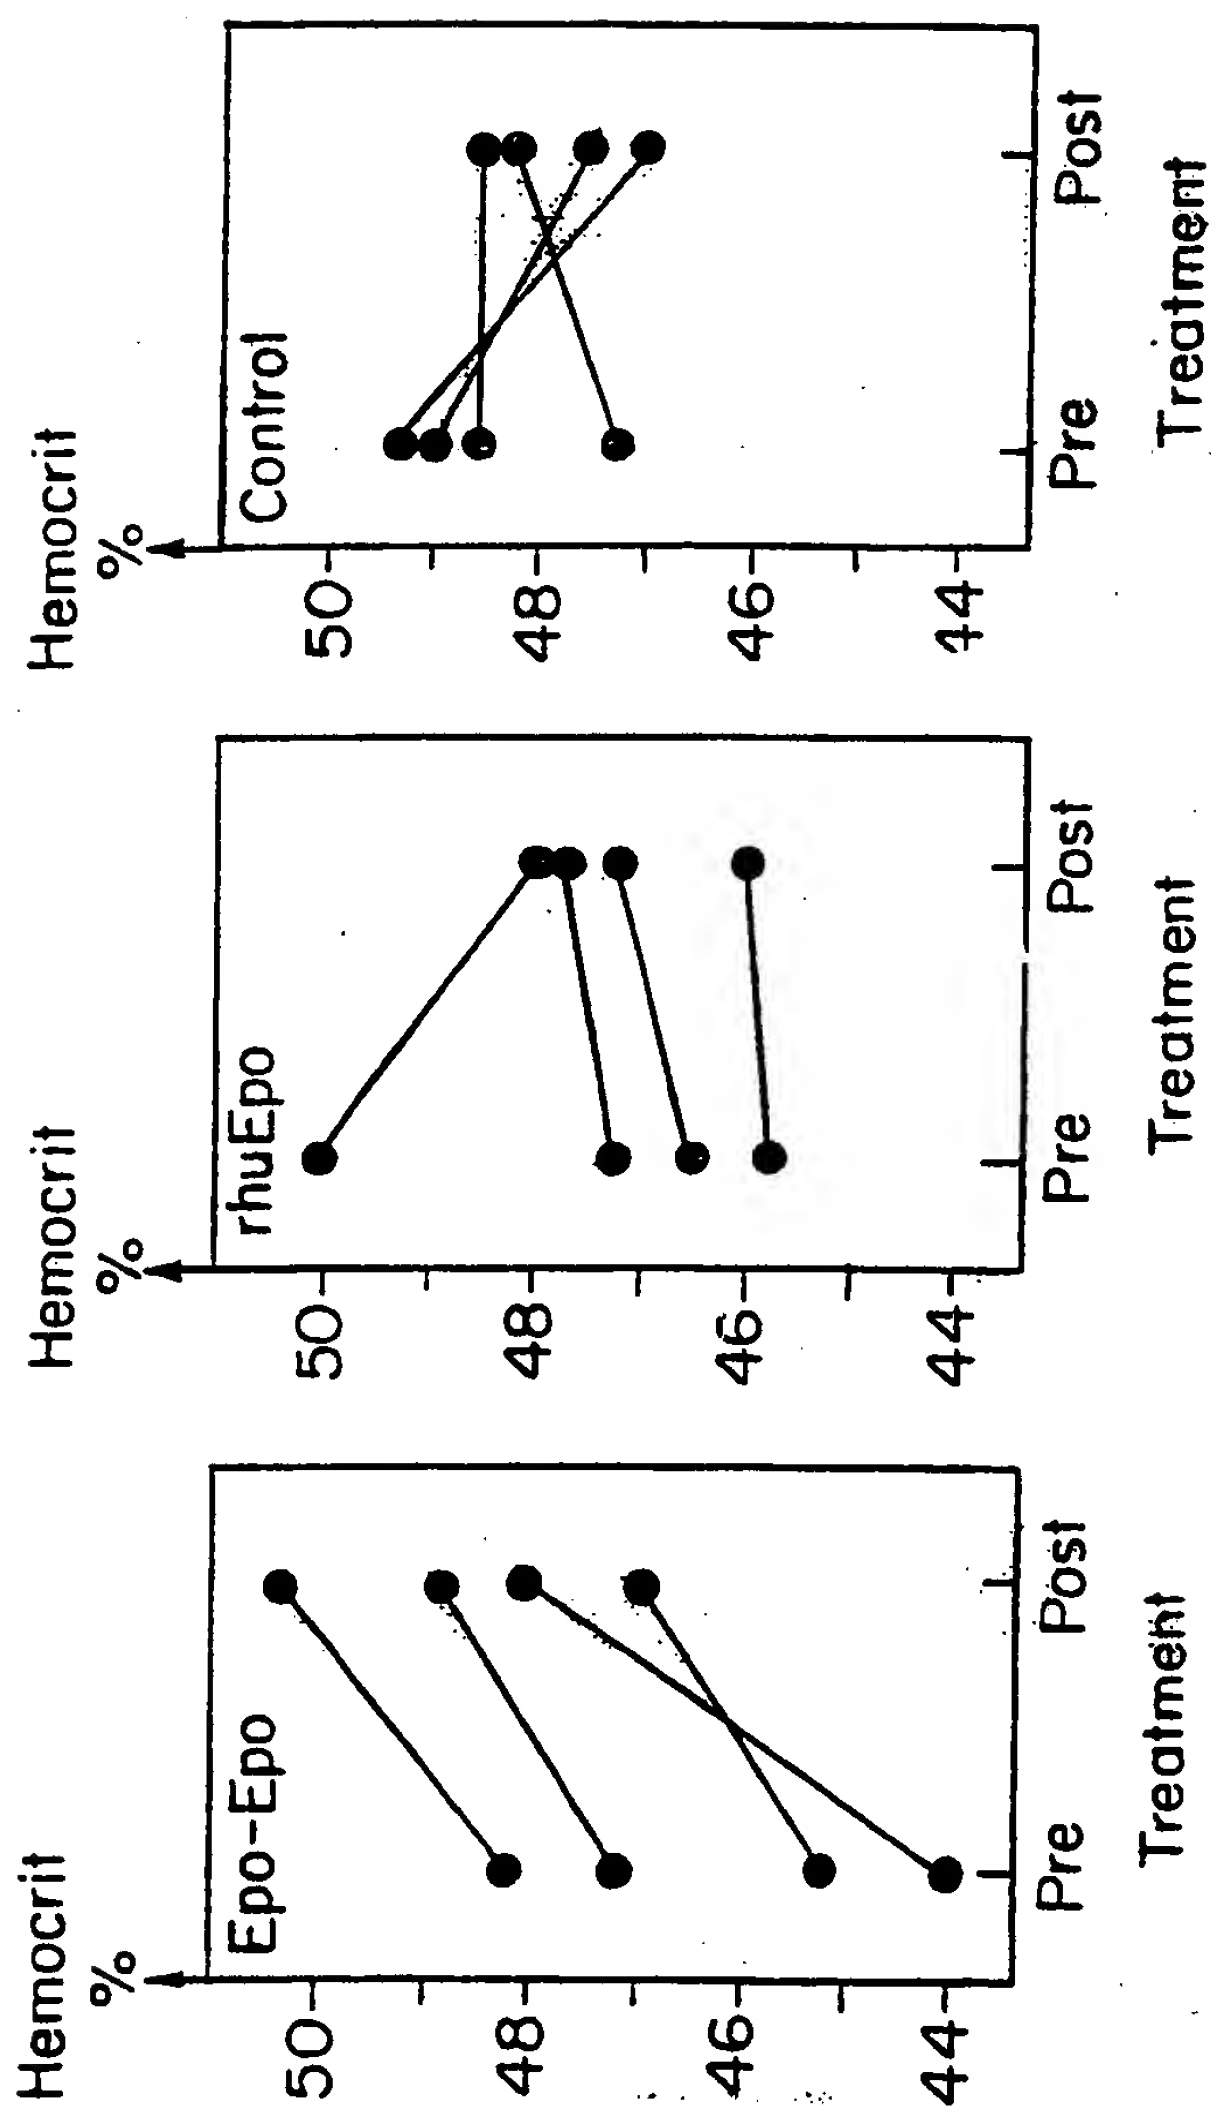 Hemocrit
%
Epo-Epo
50
48
46
44
Pre
Post
Treatment
Hemocrit
%
rhuEpo
50
48
46
44
Pre
Post
Treatment
Hemocrit
%
Control
50
48
46
44
Pre
Post
Treatment